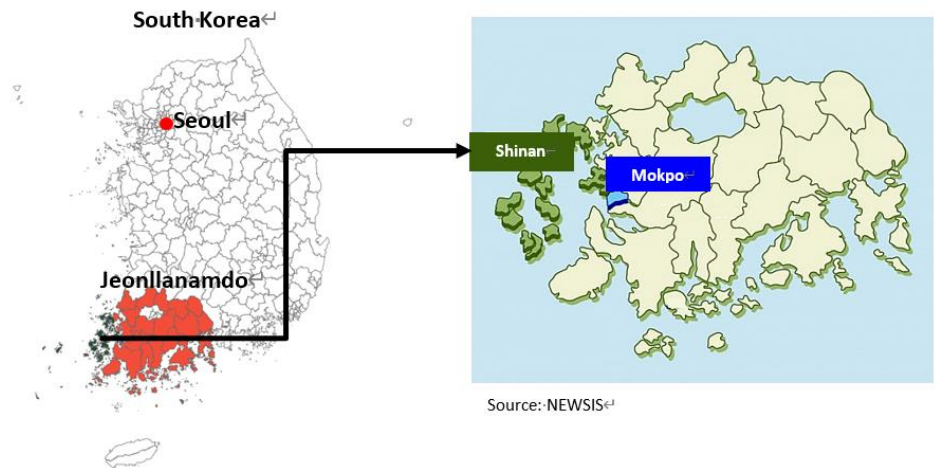 South Korea↵
Seoul↵
Jeonllanamdo
Shinan↵
Mokpo↵
Source: NEWSIS↵